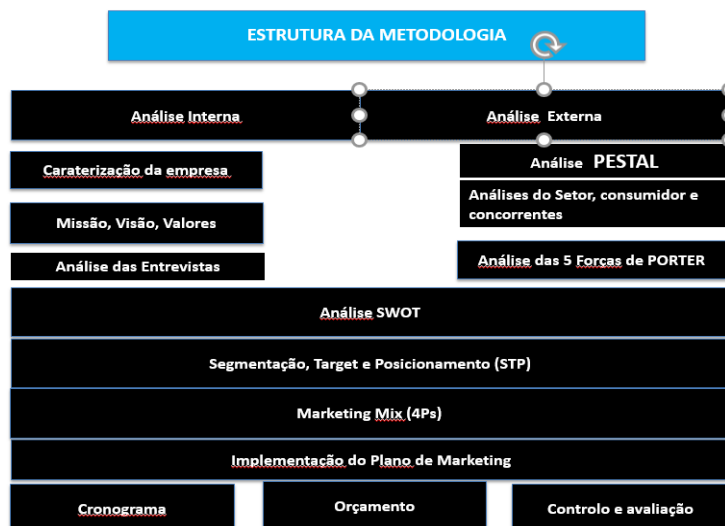 ESTRUTURA DA METODOLOGIA
Análise Interna
Análise Externa
Caraterização da empresa
Análise PESTAL
Missão, Visão, Valores
Análises do Setor, consumidor e
concorrentes
Análise das Entrevistas
Análise das 5 Forças de PORTER
Análise SWOT
Segmentação, Target e Posicionamento (STP)
Marketing Mix (4Ps)
Implementação do Plano de Marketing
Cronograma
Orçamento
Controlo e avaliação